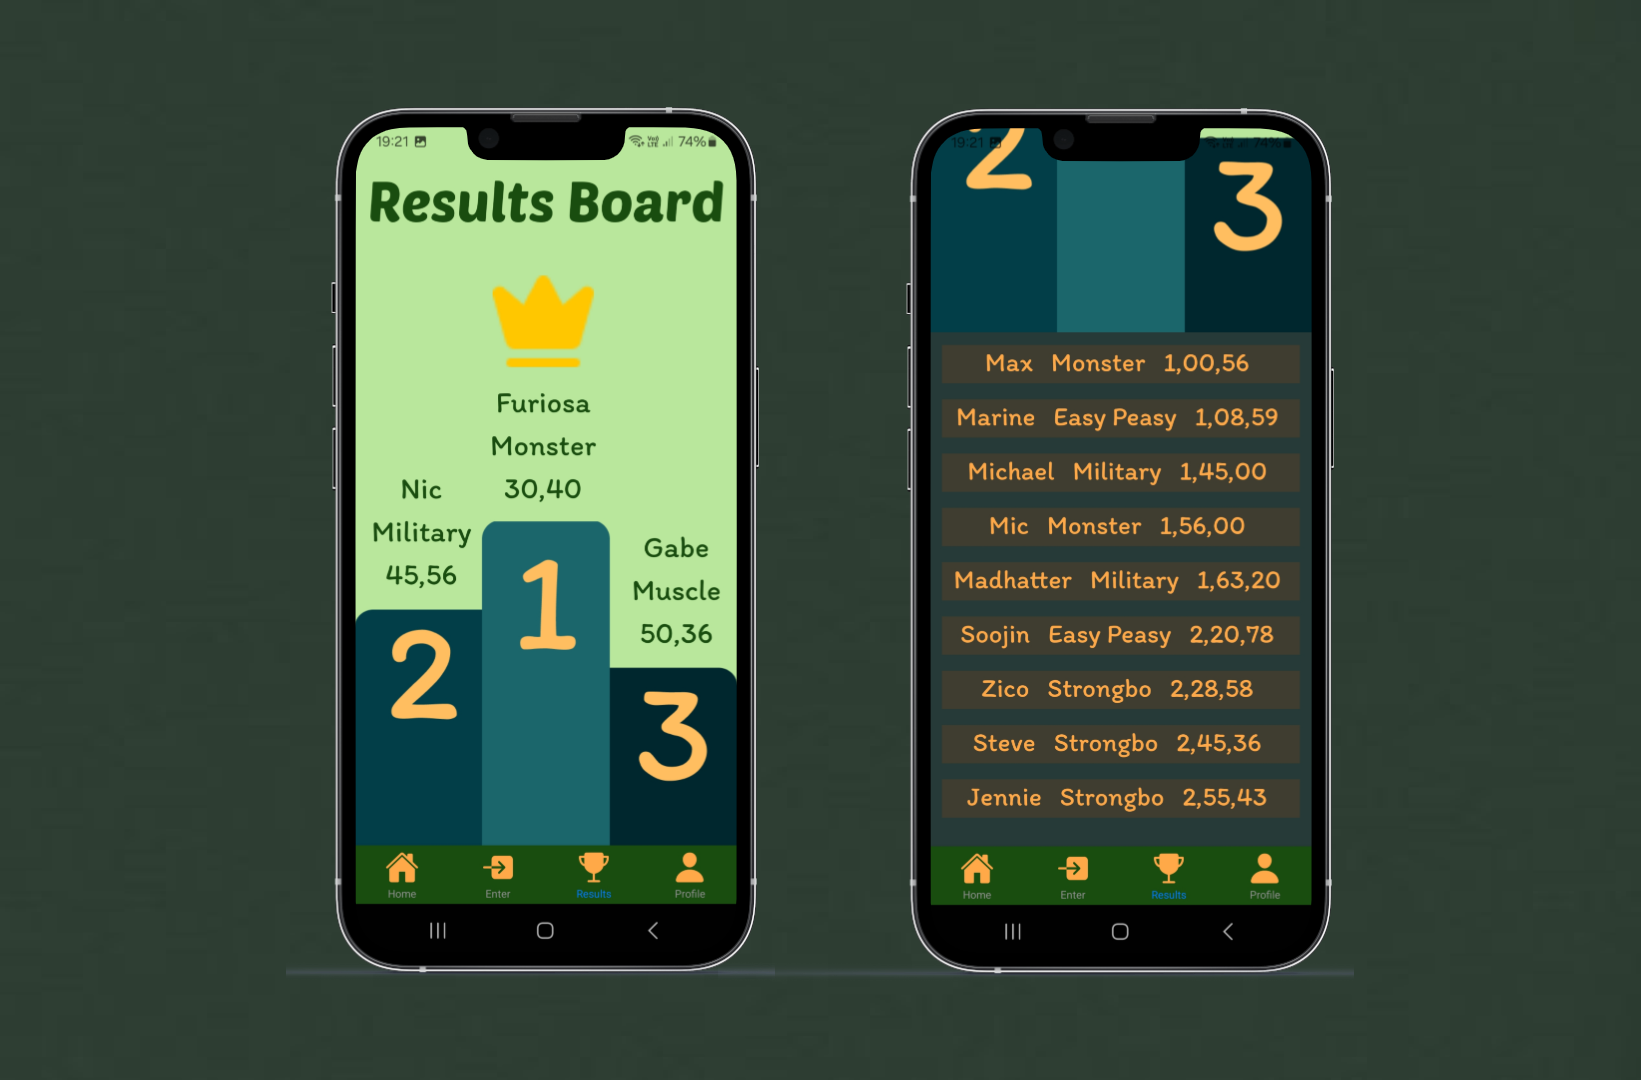 19:21
74%
Results Board
Furiosa
Monster
30,40
Nic
Military
45,56
Gabe
Muscle
50,36
1
2
3
Home Enter Results Profile
19:21
74%
2
3
Max Monster 1,00,56
Marine Easy Peasy 1,08,59
Michael Military 1,45,00
Mic Monster 1,56,00
Madhatter Military 1,63,20
Soojin Easy Peasy 2,20,78
Zico Strongbo 2,28,58
Steve Strongbo 2,45,36
Jennie Strongbo 2,55,43
Home Enter Results Profile